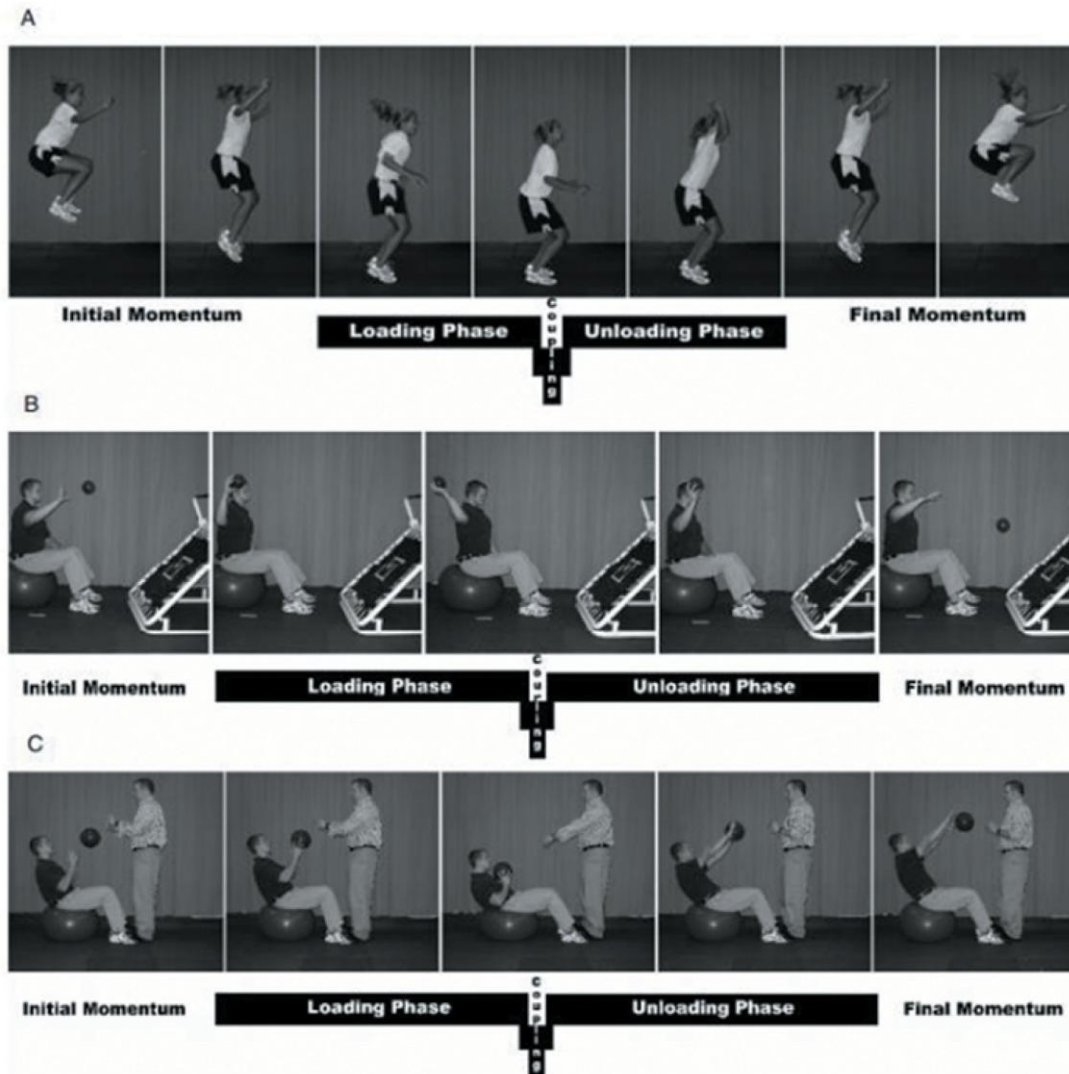 A
Initial Momentum
Loading Phase
coupling
Unloading Phase
Final Momentum
B
Initial Momentum
Loading Phase
coupling
Unloading Phase
Final Momentum
C
Initial Momentum
Loading Phase
coupling
Unloading Phase
Final Momentum